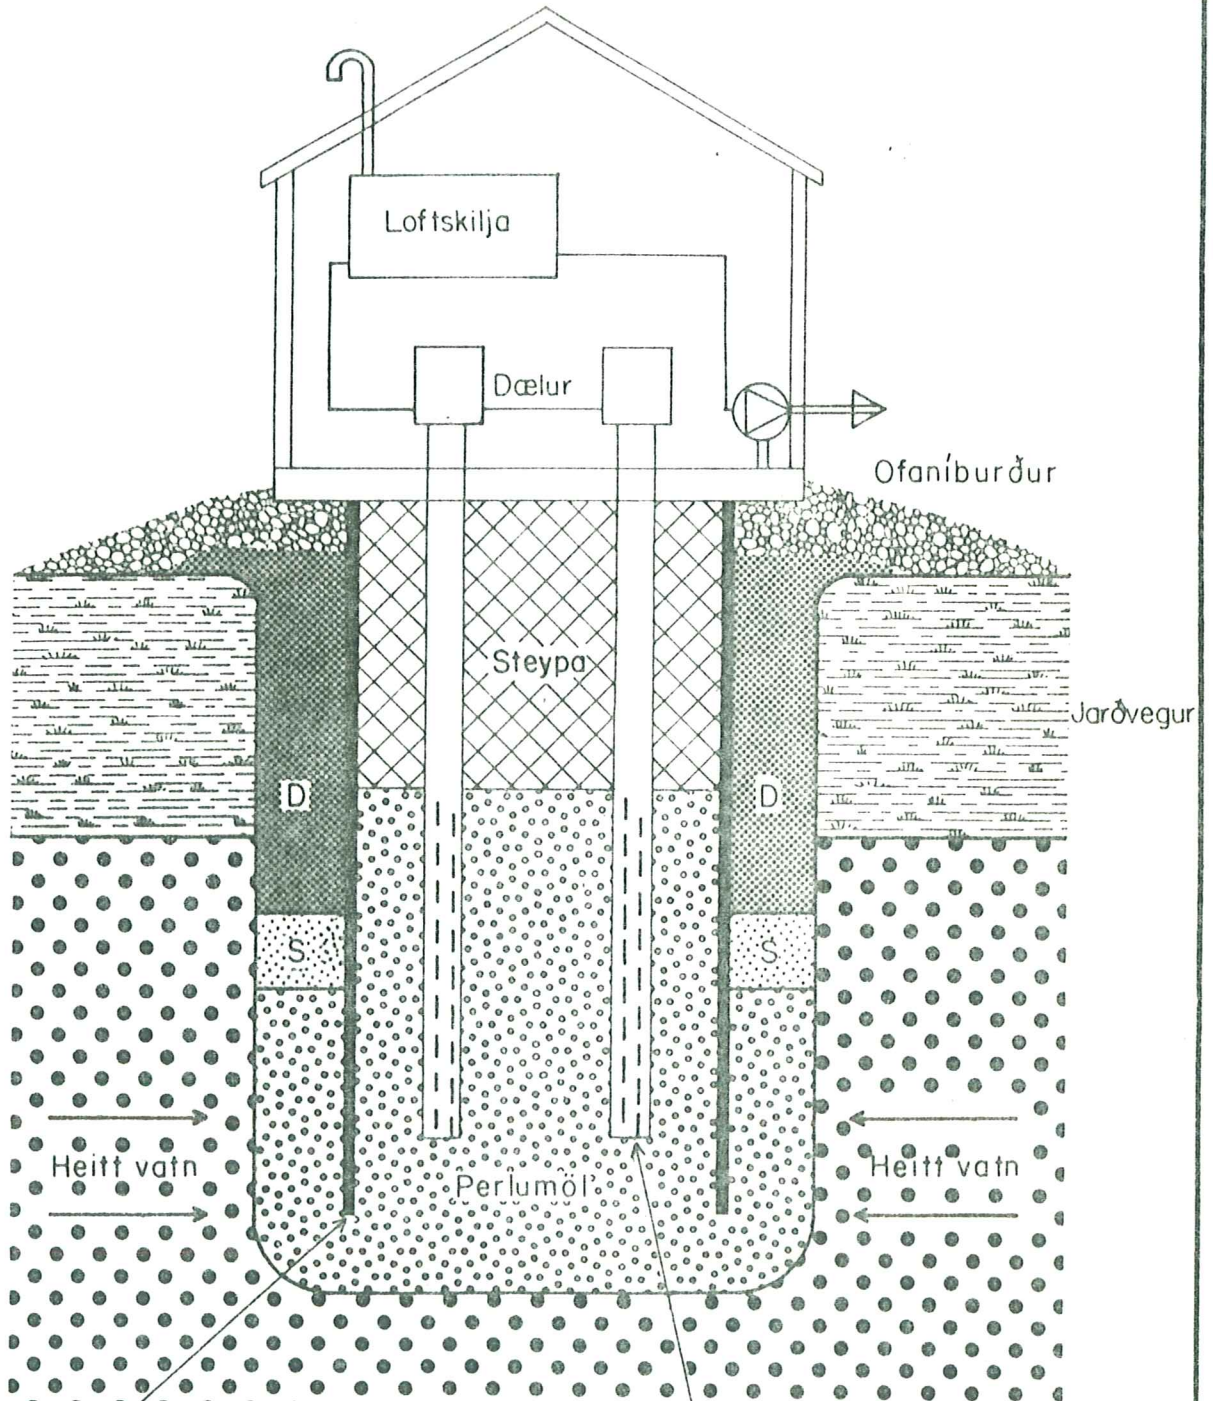 Loftskilja
Dælur
Ofaníburður
Steypa
Jarðvegur
D
D
S
S
Heitt vatn
Heitt vatn
Perlumöl